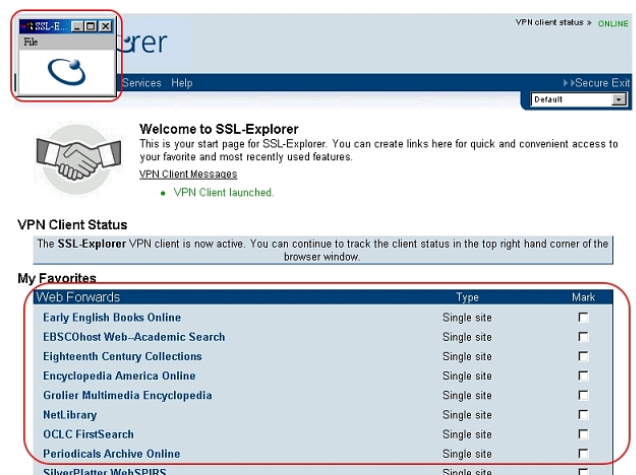 SSL-E...
File
rer
VPN client status » ONLINE
Services Help
Secure Exit
Default
Welcome to SSL-Explorer
This is your start page for SSL-Explorer. You can create links here for quick and convenient access to
your favorite and most recently used features.
VPN Client Messages
• VPN Client launched.
VPN Client Status
The SSL-Explorer VPN client is now active. You can continue to track the client status in the top right hand corner of the
browser window.
My Favorites
Web Forwards Type Mark
Early English Books Online Single site
EBSCOhost Web--Academic Search Single site
Eighteenth Century Collections Single site
Encyclopedia America Online Single site
Grolier Multimedia Encyclopedia Single site
NetLibrary Single site
OCLC FirstSearch Single site
Periodicals Archive Online Single site
SilverPlatter WebSPIRS Single site